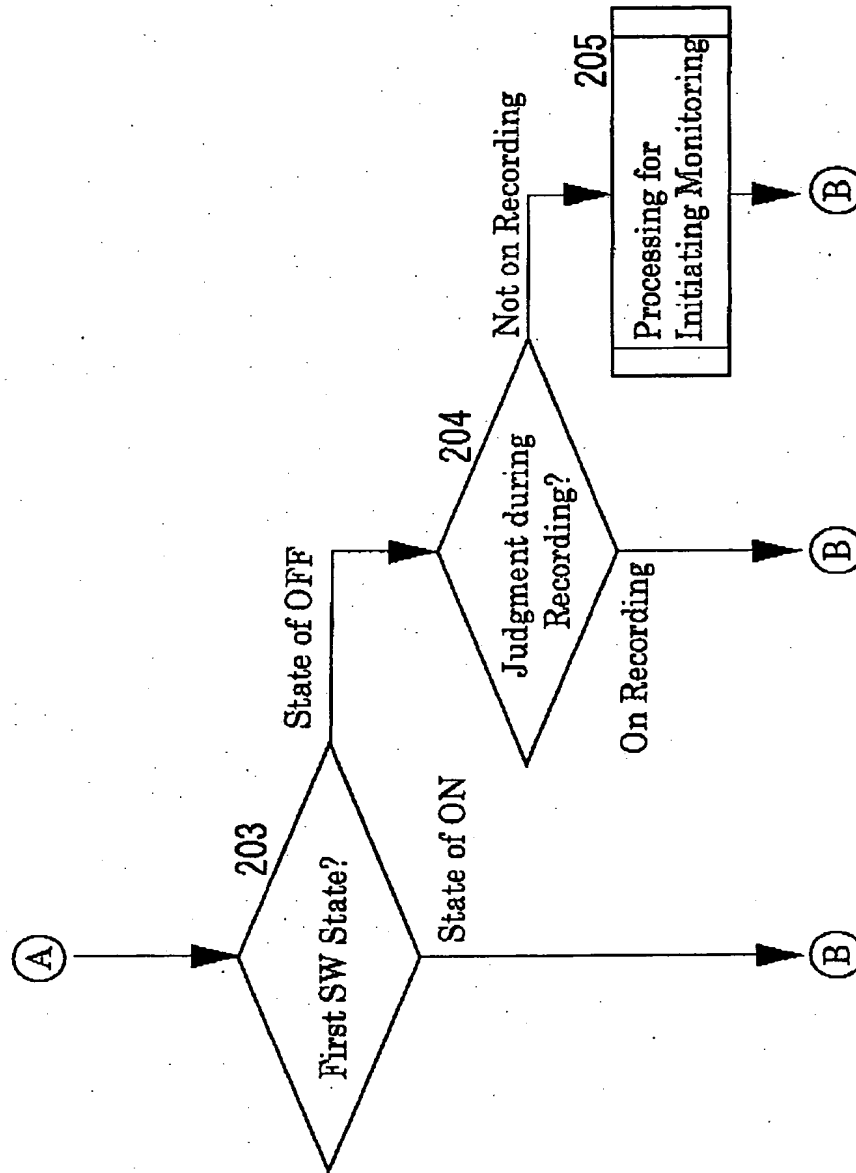 A
203
First SW State?
State of OFF
State of ON
204
Judgment during
Recording?
Not on Recording
On Recording
205
Processing for
Initiating Monitoring
B
B
B